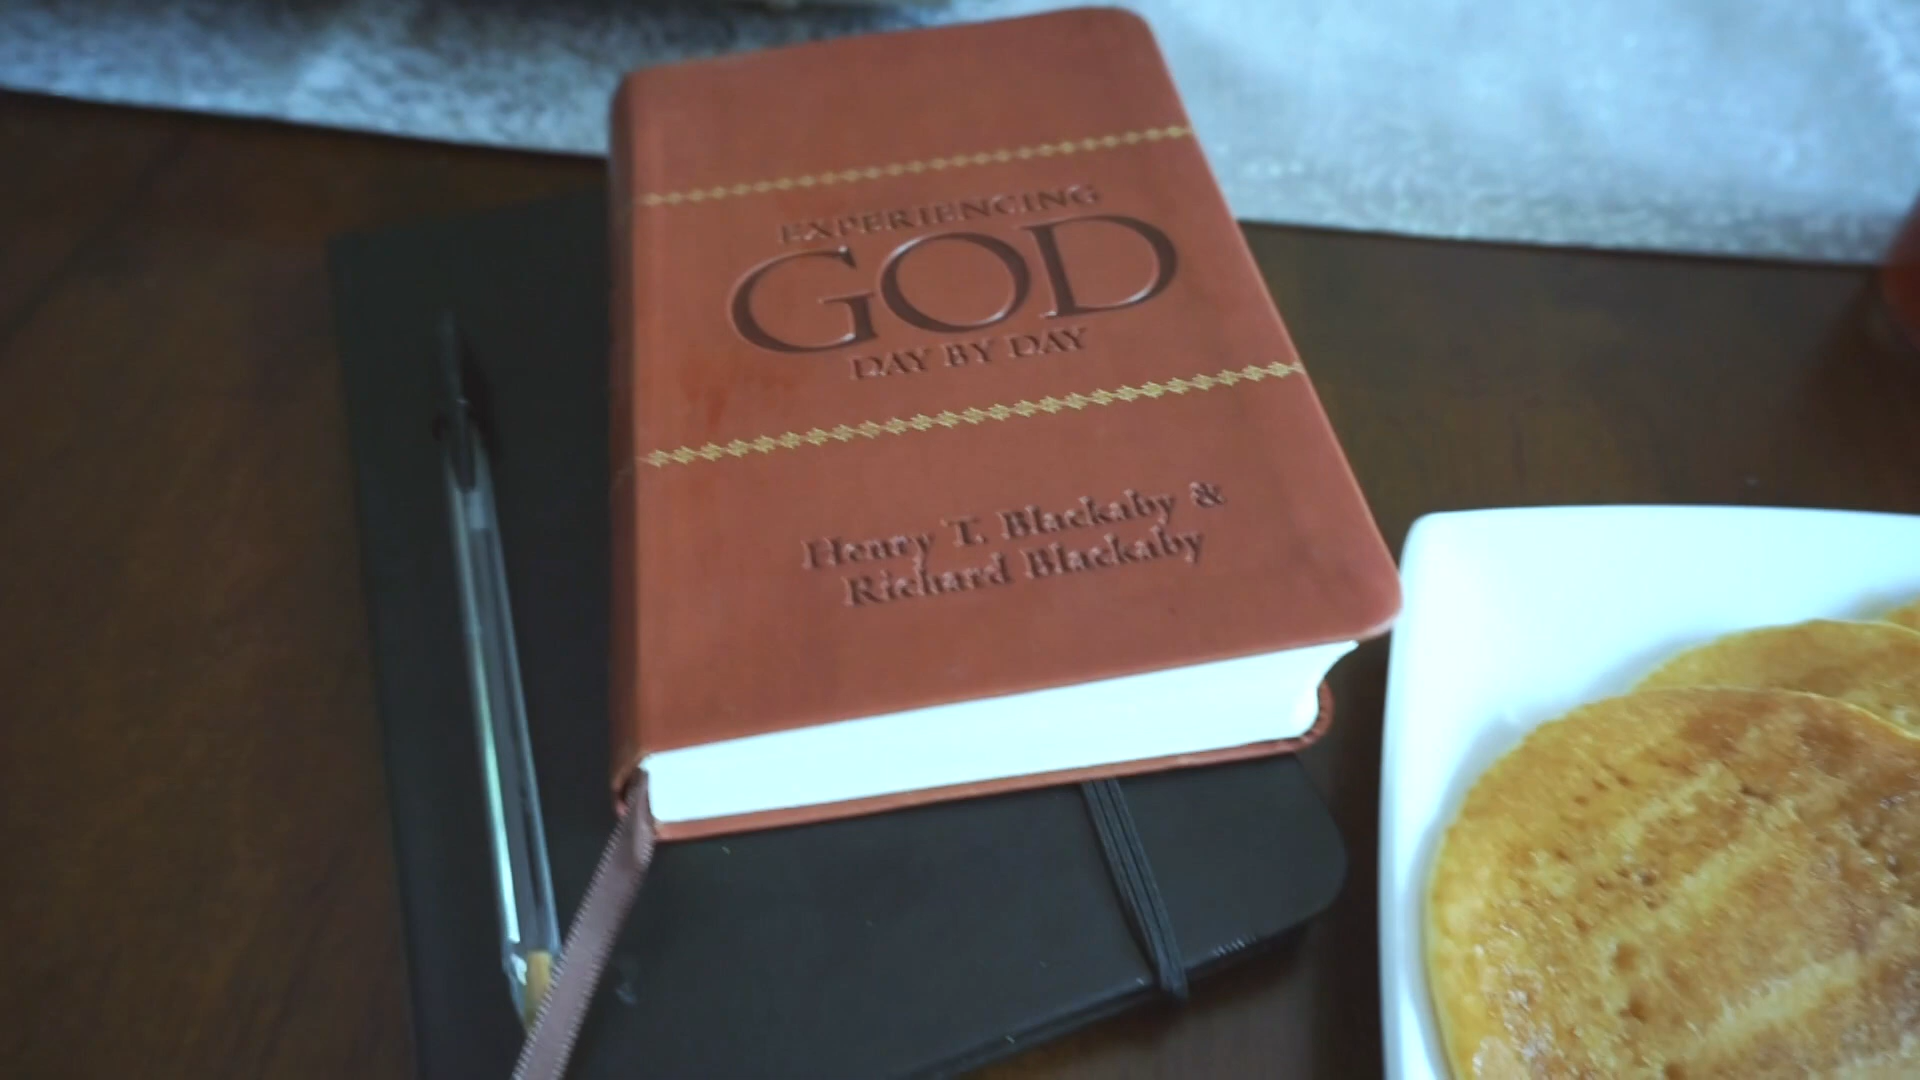 EXPERIENCING
GOD
DAY BY DAY
Henry T. Blackaby &
Richard Blackaby